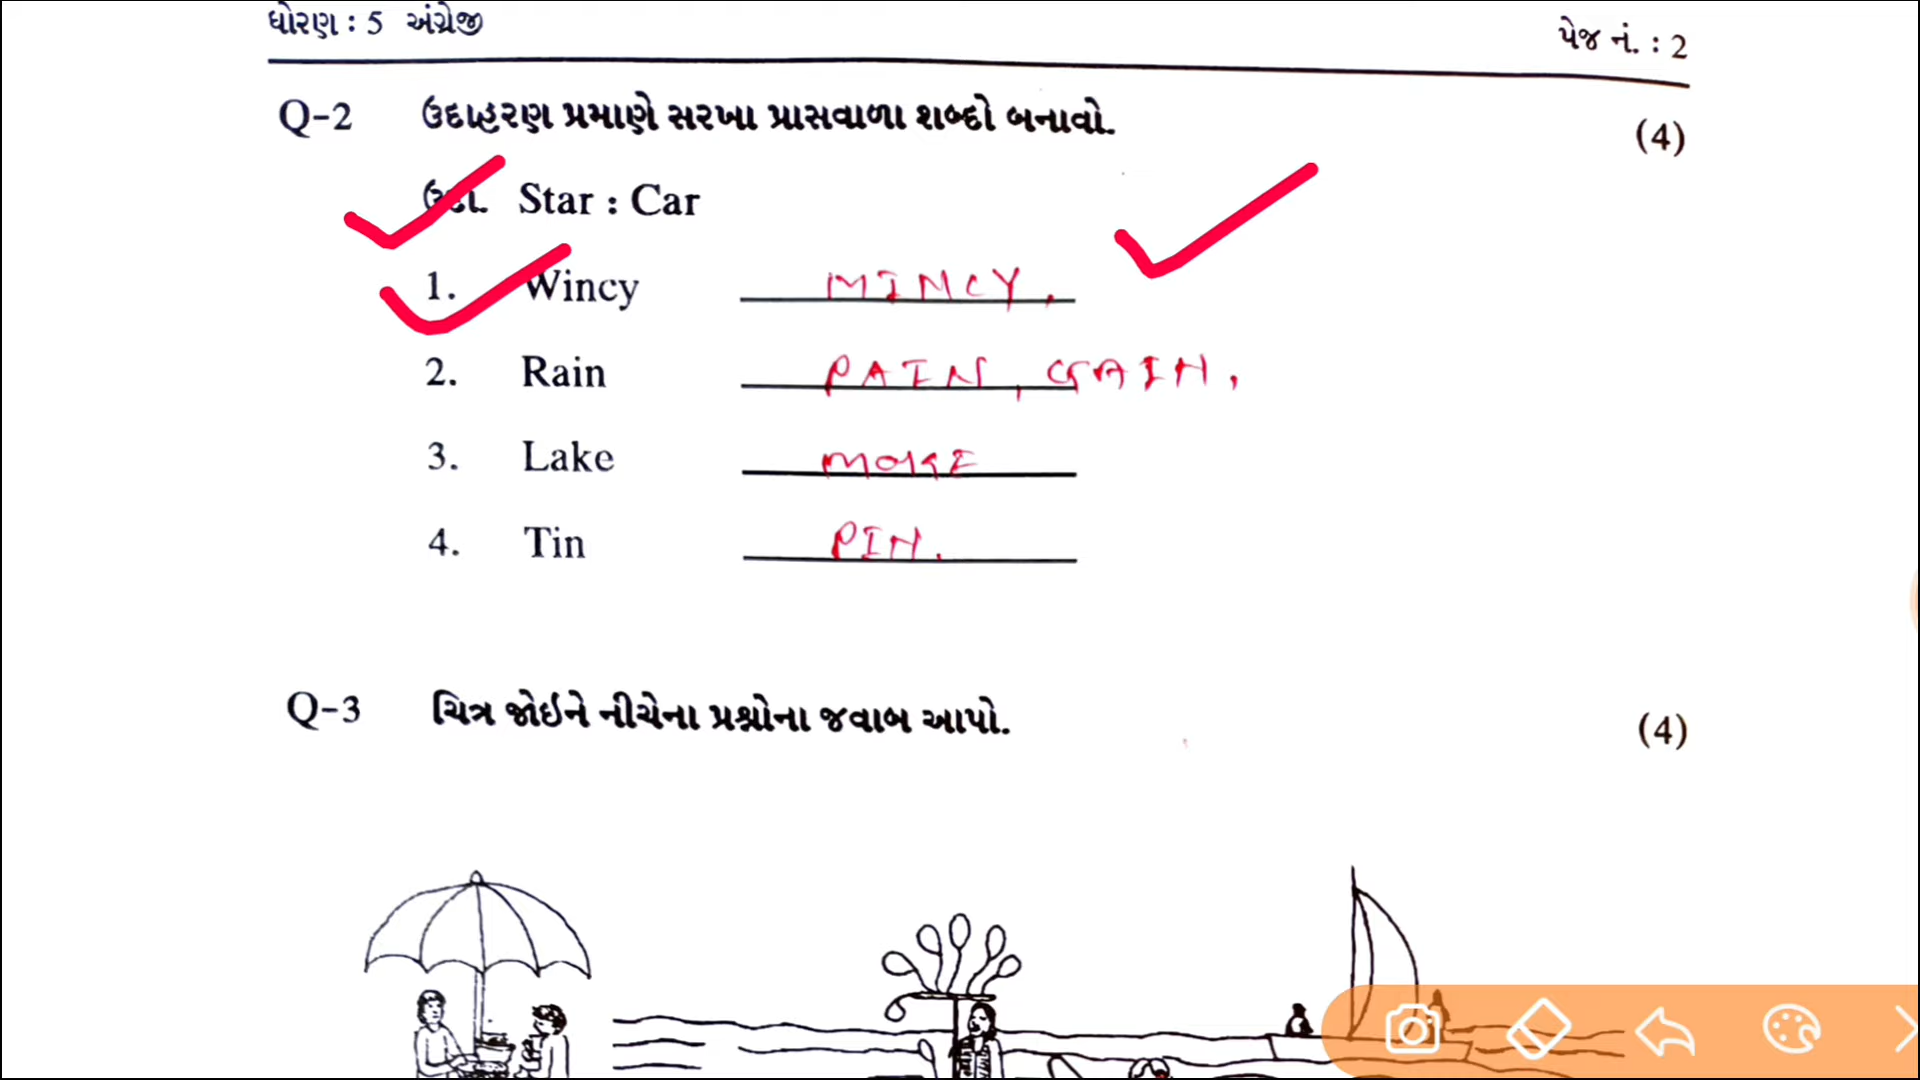 ધોરણ : 5 અંગ્રેજી
પેજ નં. : 2
Q-2 ઉદાહરણ પ્રમાણે સરખા પ્રાસવાળા શબ્દો બનાવો. (4)
ઉદા. Star : Car
1. Wincy MINCY.
2. Rain PAIN, GAIN.
3. Lake MAKE
4. Tin PIN.
Q-3 ચિત્ર જોઇને નીચેના પ્રશ્નોના જવાબ આપો. (4)